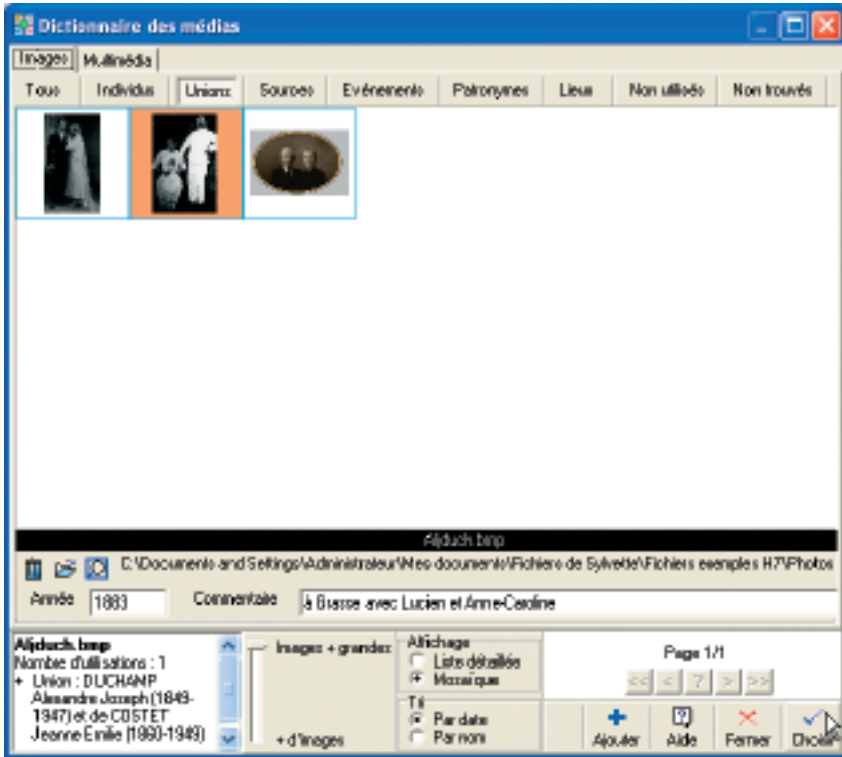 Dictionnaire des médias
Images Multimédia
Tous Individus Unions Sources Evénements Patronymes Lieux Non utilisés Non trouvés
Aljduch.bmp
C:\Documents and Settings\Administrateur\Mes documents\Fichiers de Sylvette\Fichiers exemples H7\Photos
Année 1883 Commentaire à Grasse avec Lucien et Anne-Caroline
Aljduch.bmp
Nombre d'utilisations : 1
+ Union : DUCHAMP
Alexandre Joseph (1849-
1947) et de COSTET
Jeanne Emilie (1860-1949)
Images + grandes
+ d'images
Affichage
Liste détaillée
Mosaïque
Tri
Par date
Par nom
Page 1/1
<< < ? > >>
Ajouter Aide Fermer Choisir